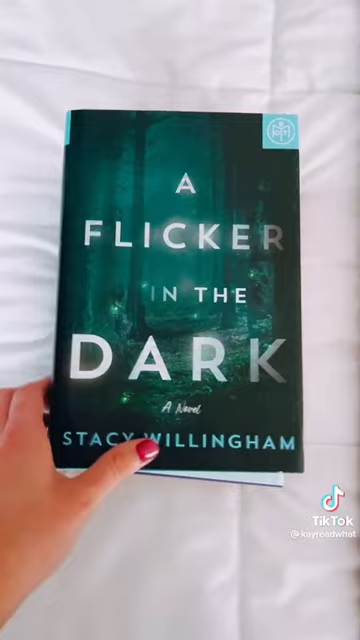 A
FLICKER
IN THE
DARK
A Novel
STACY WILLINGHAM
TikTok
@kayreadwhat